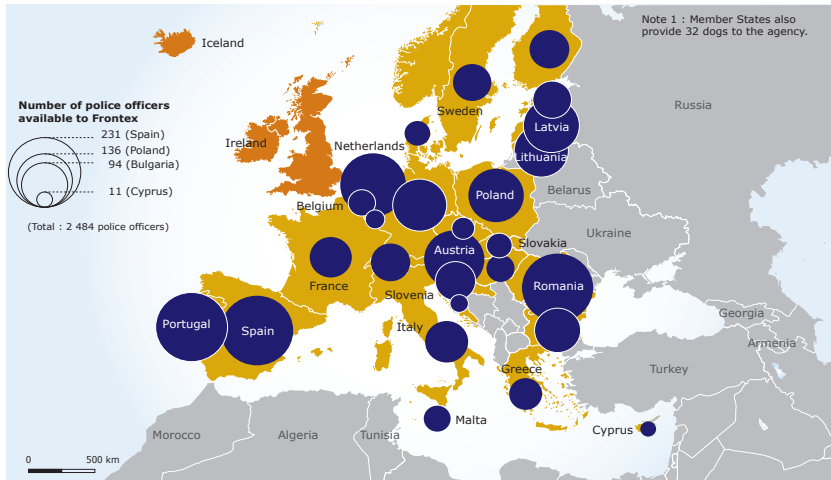 Note 1 : Member States also
provide 32 dogs to the agency.
Iceland
Number of police officers
available to Frontex
231 (Spain)
136 (Poland)
94 (Bulgaria)
11 (Cyprus)
(Total : 2 484 police officers)
Russia
Sweden
Latvia
Ireland
Netherlands
Lithuania
Belarus
Poland
Belgium
Ukraine
Slovakia
Austria
France
Slovenia
Romania
Georgia
Portugal
Spain
Italy
Armenia
Greece
Turkey
Malta
Cyprus
Morocco
Algeria
Tunisia
0
500 km